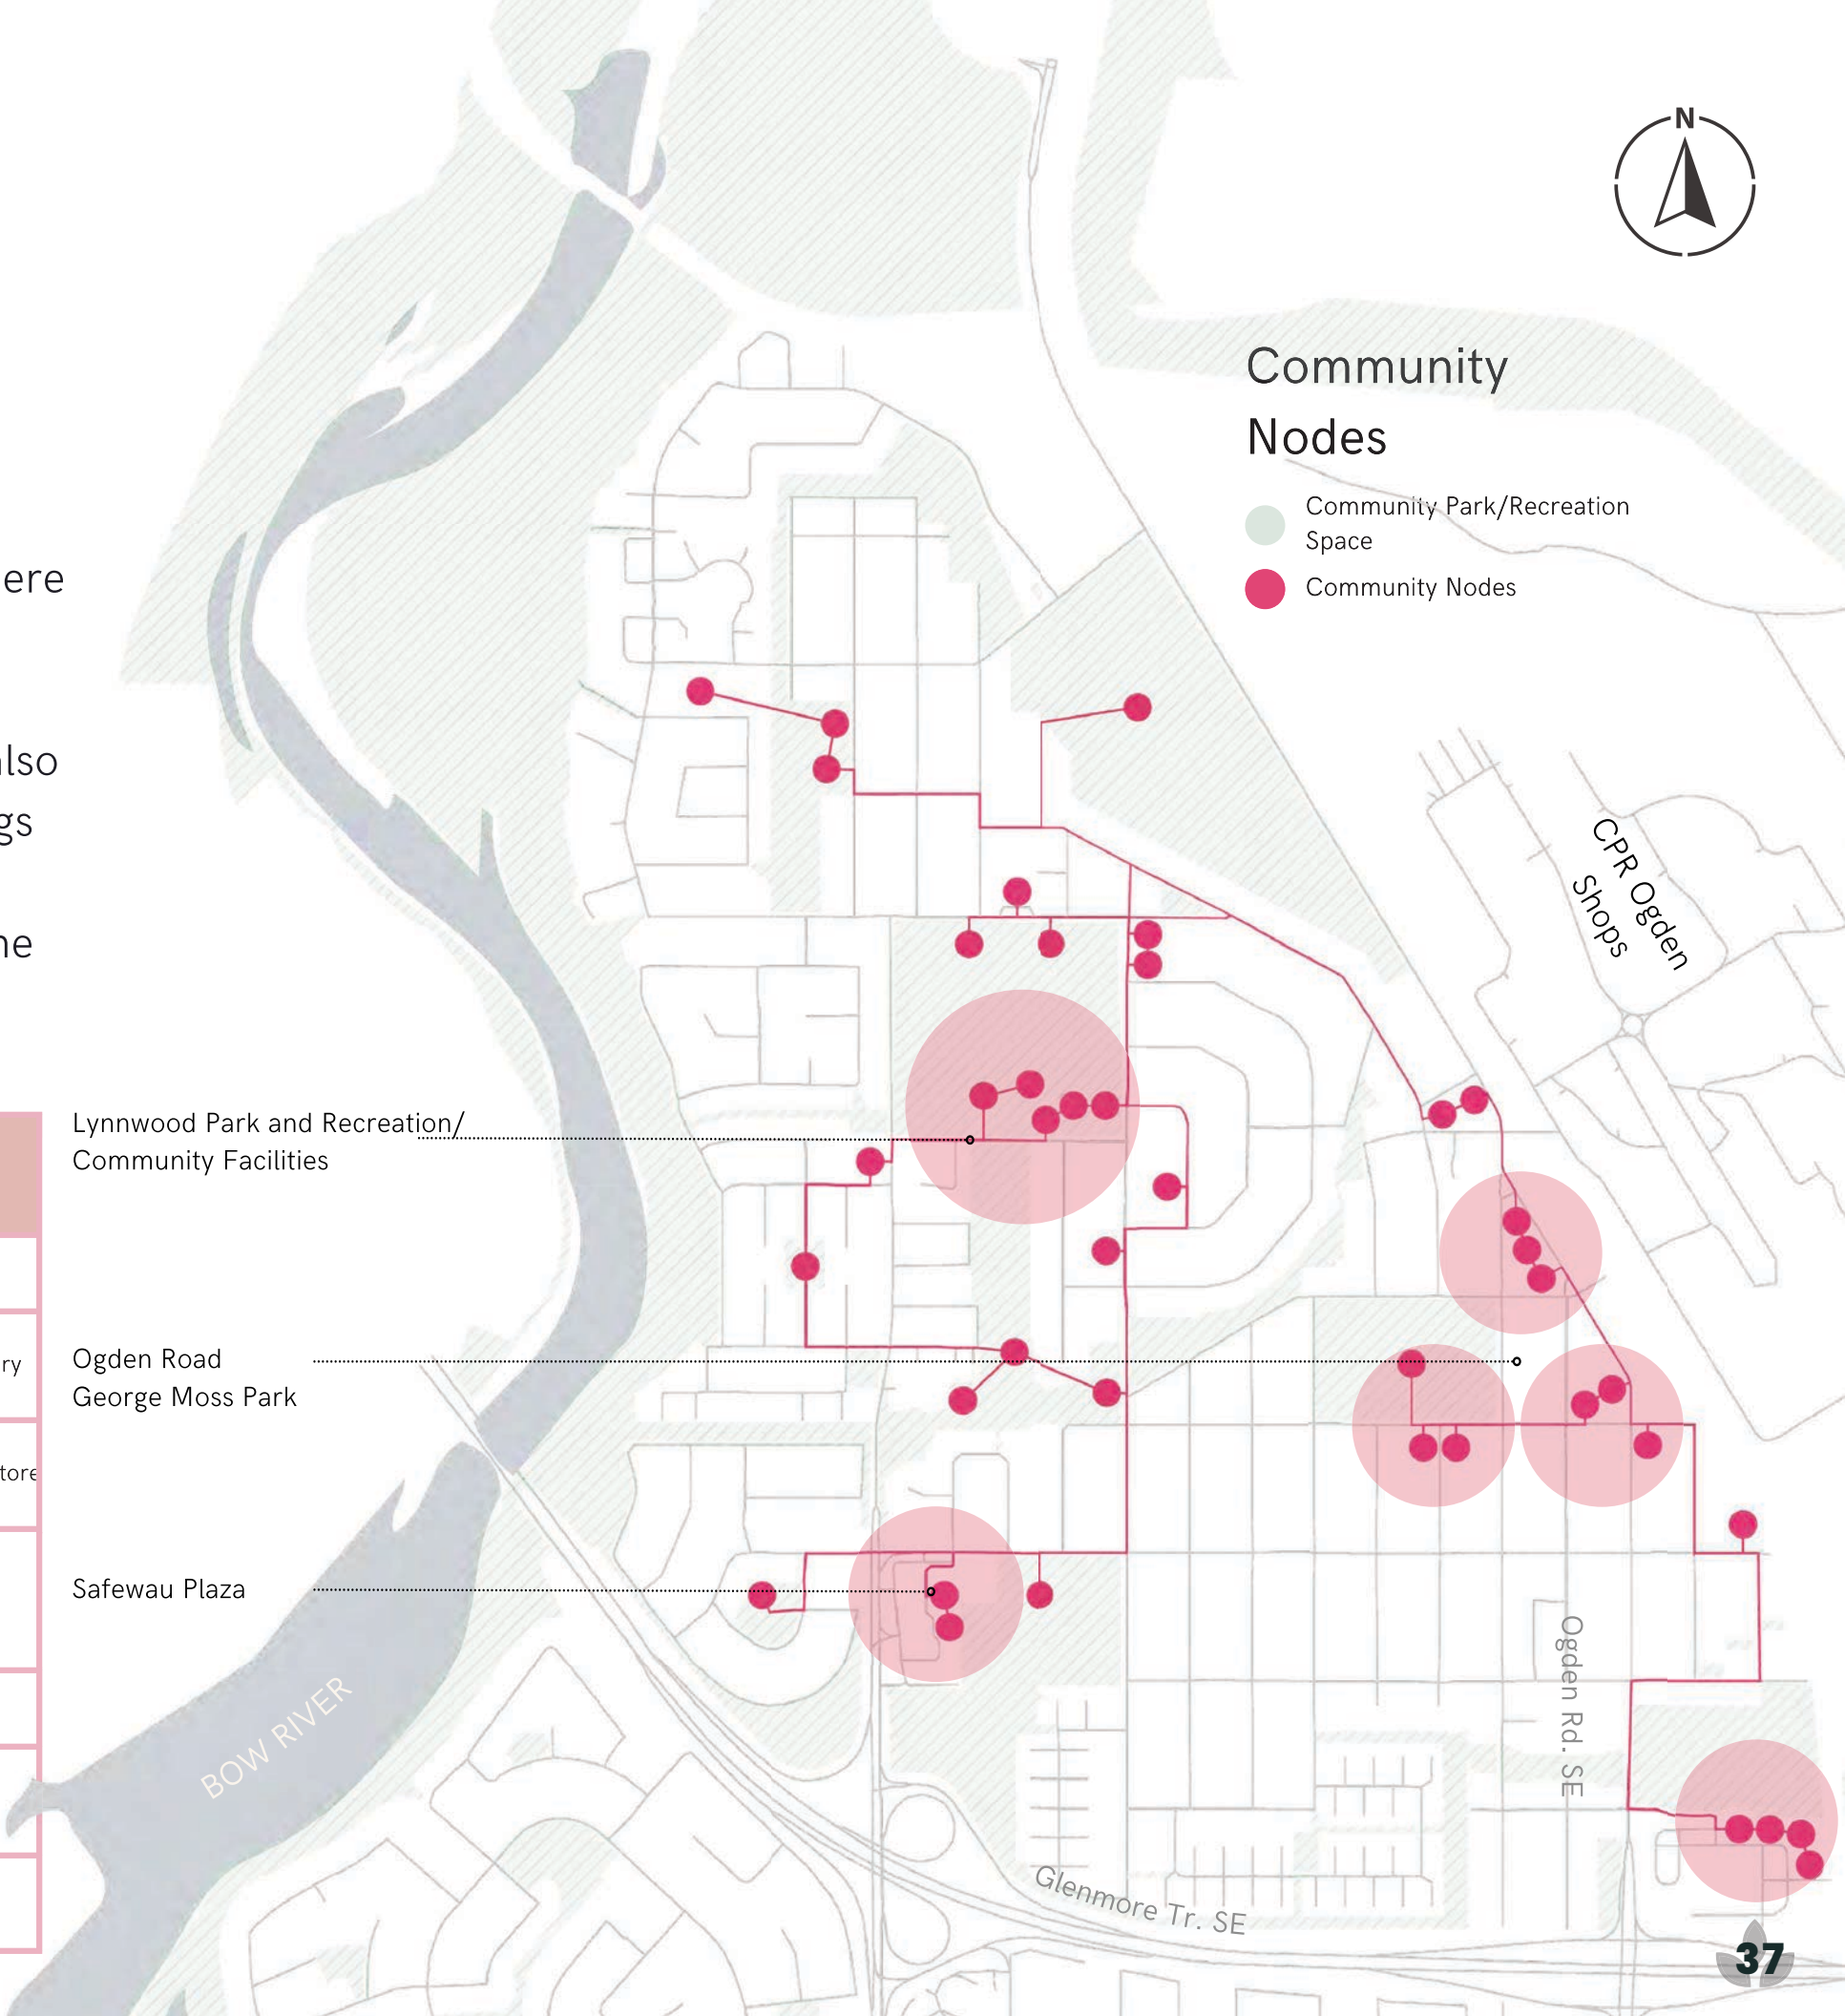 N
Community
Nodes
Community Park/Recreation
Space
Community Nodes
ere
also
gs
ne
CPR Ogden
Shops
Lynnwood Park and Recreation/
Community Facilities
ry
Ogden Road
George Moss Park
tore
Safewau Plaza
Ogden Rd. SE
BOW RIVER
Glenmore Tr. SE
37